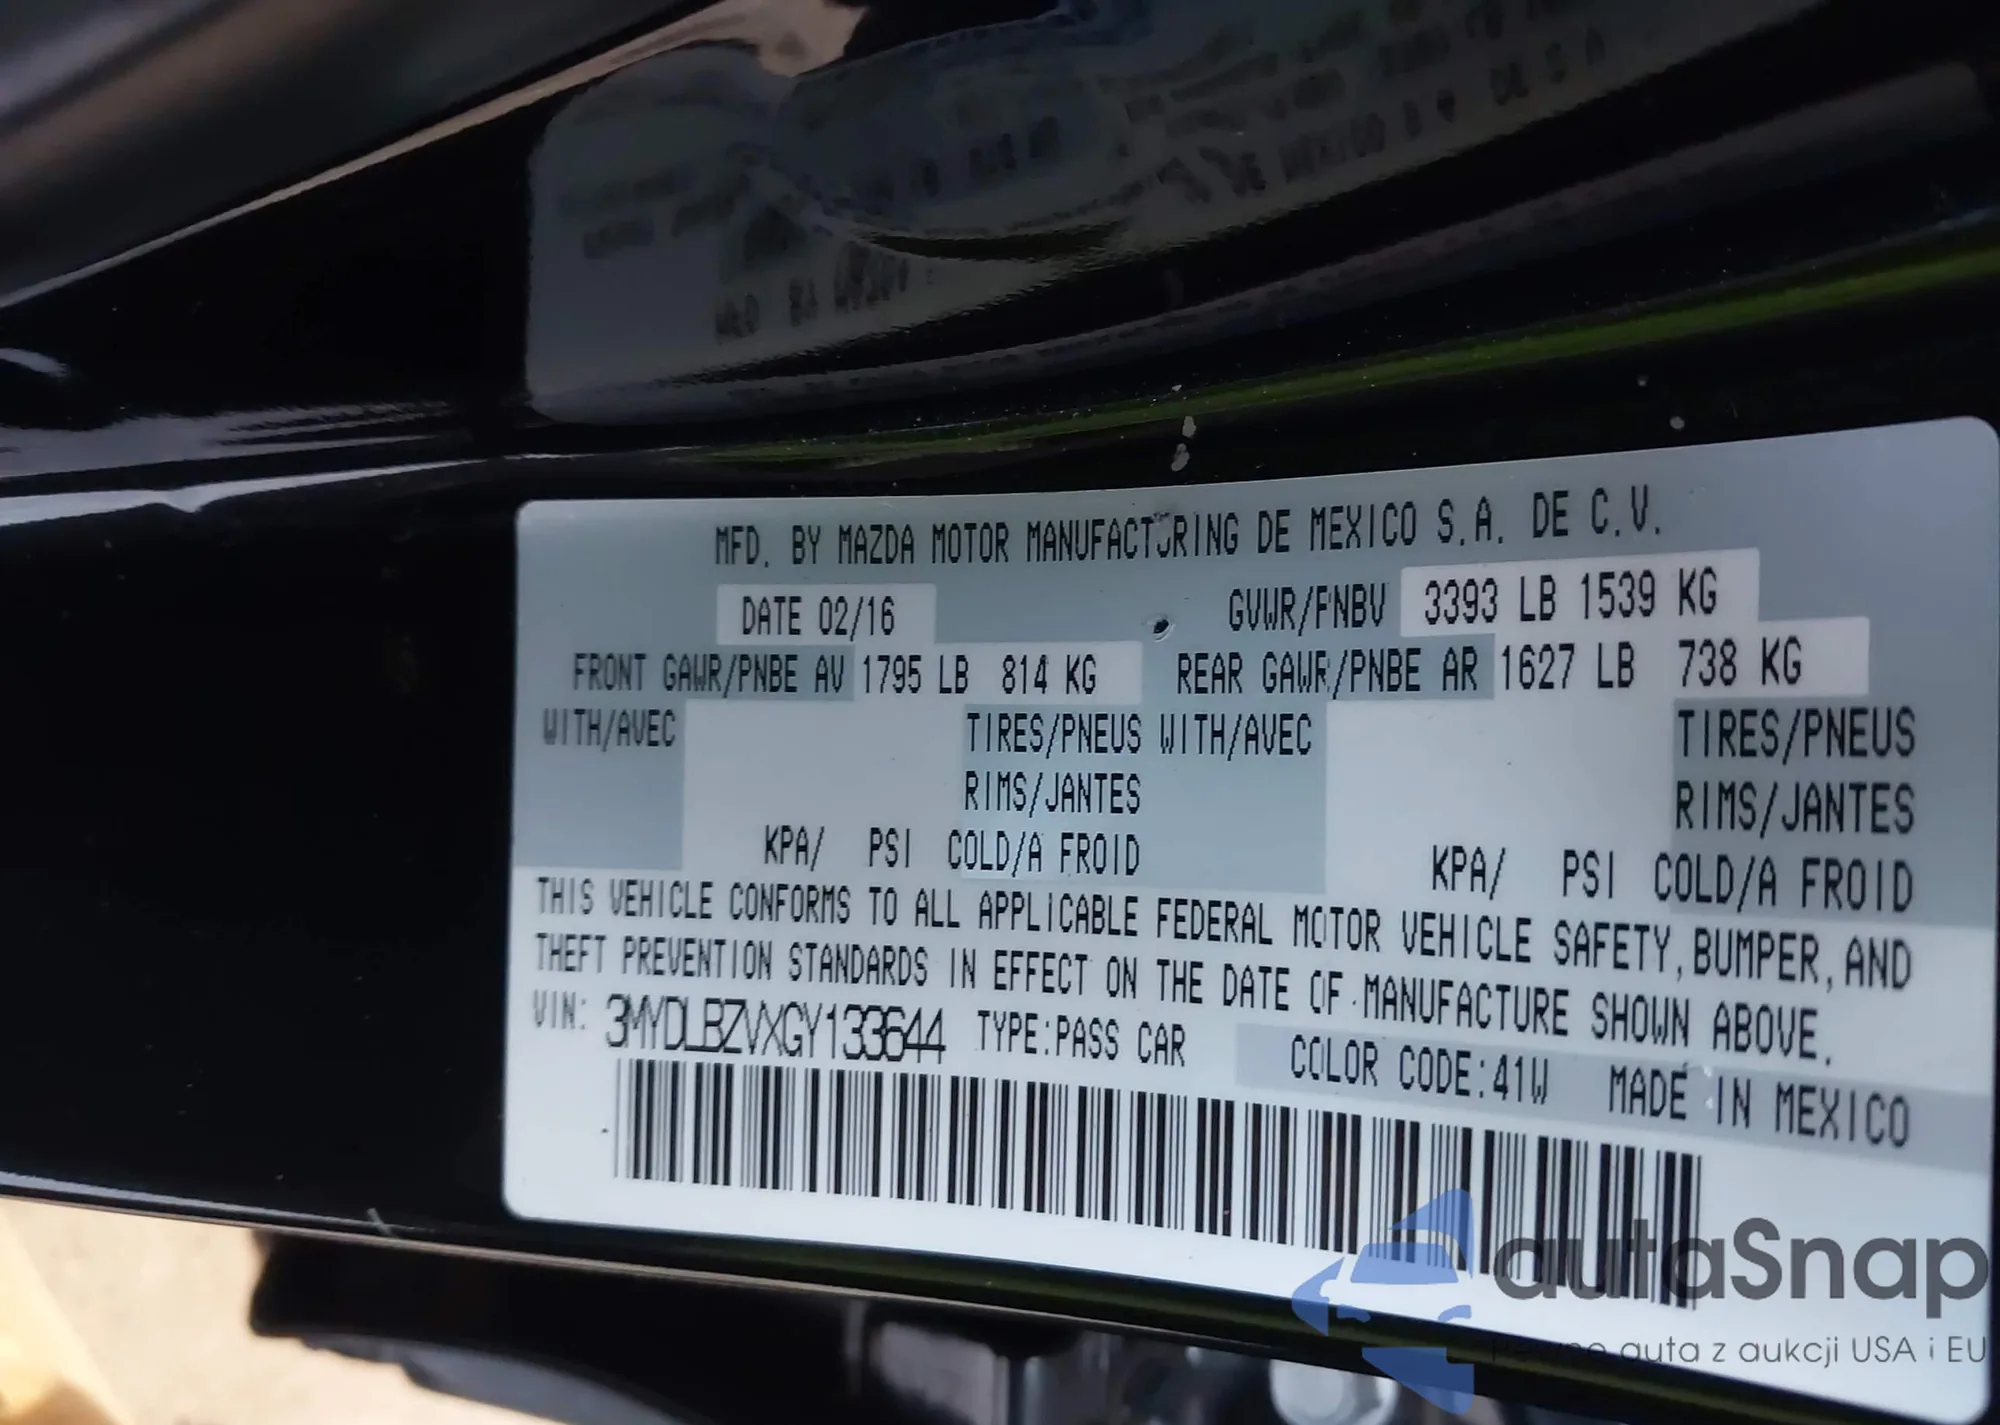 MFD. BY MAZDA MOTOR MANUFACTURING DE MEXICO S.A. DE C.V.
DATE 02/16 GVWR/PNBV 3393 LB 1539 KG
FRONT GAWR/PNBE AV 1795 LB 814 KG REAR GAWR/PNBE AR 1627 LB 738 KG
WITH/AVEC TIRES/PNEUS WITH/AVEC TIRES/PNEUS
RIMS/JANTES RIMS/JANTES
KPA/ PSI COLD/A FROID KPA/ PSI COLD/A FROID
THIS VEHICLE CONFORMS TO ALL APPLICABLE FEDERAL MOTOR VEHICLE SAFETY, BUMPER, AND
THEFT PREVENTION STANDARDS IN EFFECT ON THE DATE OF MANUFACTURE SHOWN ABOVE.
VIN: 3MYDLBZVXGY133644 TYPE:PASS CAR COLOR CODE:41W MADE IN MEXICO
autaSnap
Pewne auta z aukcji USA i EU